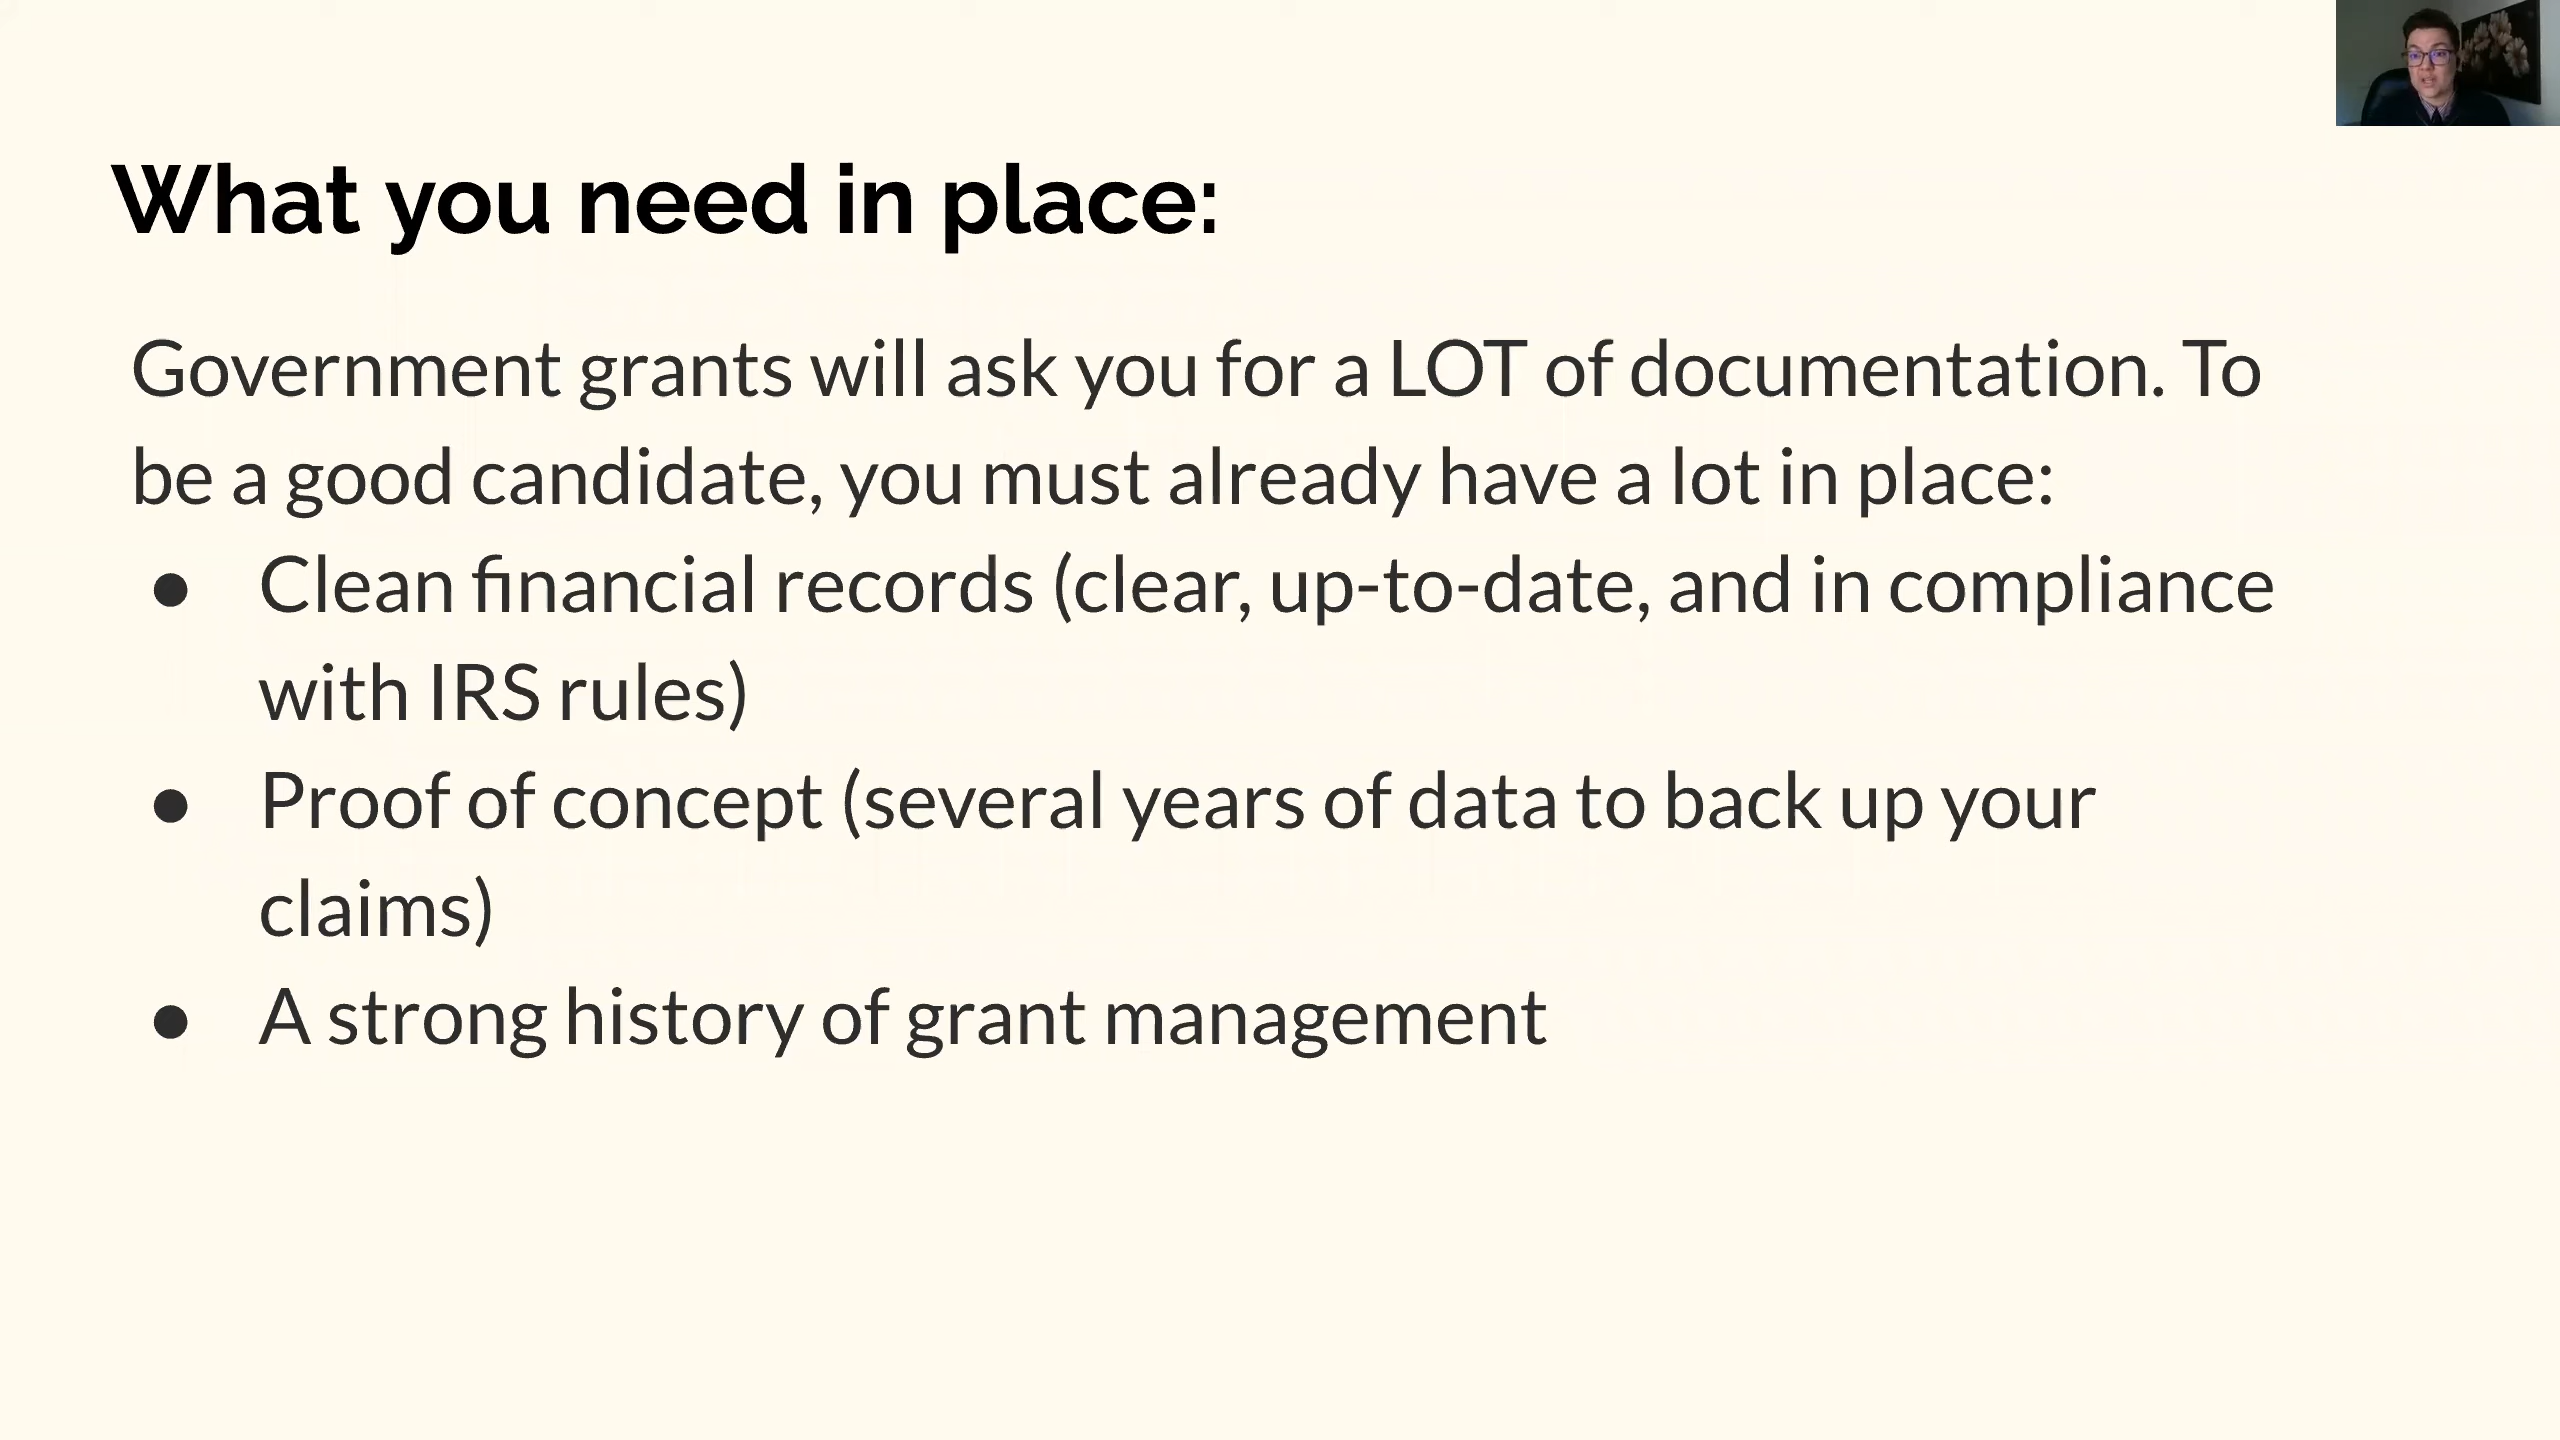 What you need in place:
Government grants will ask you for a LOT of documentation. To
be a good candidate, you must already have a lot in place:
● Clean financial records (clear, up-to-date, and in compliance
with IRS rules)
● Proof of concept (several years of data to back up your
claims)
● A strong history of grant management